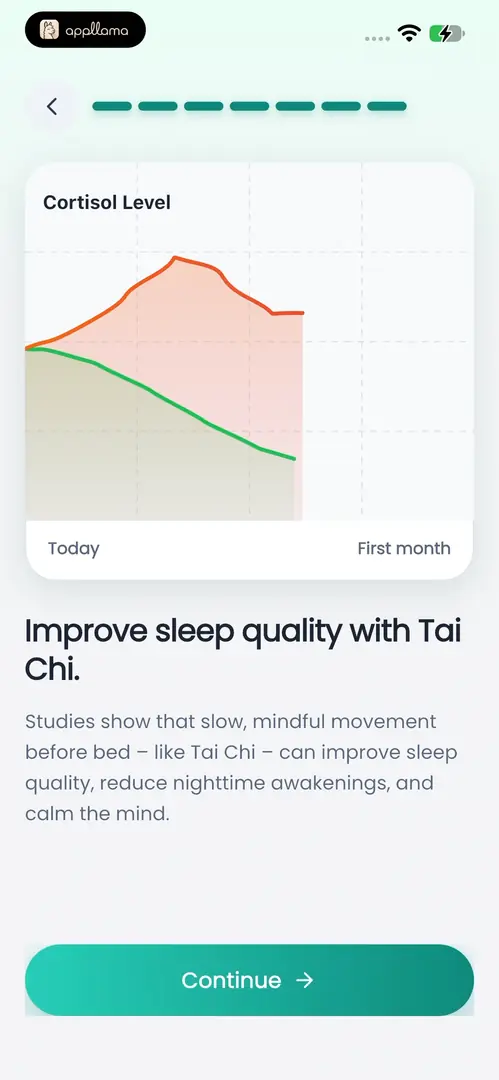 appllama
Cortisol Level
Today
First month
Improve sleep quality with Tai
Chi.
Studies show that slow, mindful movement
before bed – like Tai Chi – can improve sleep
quality, reduce nighttime awakenings, and
calm the mind.
Continue →